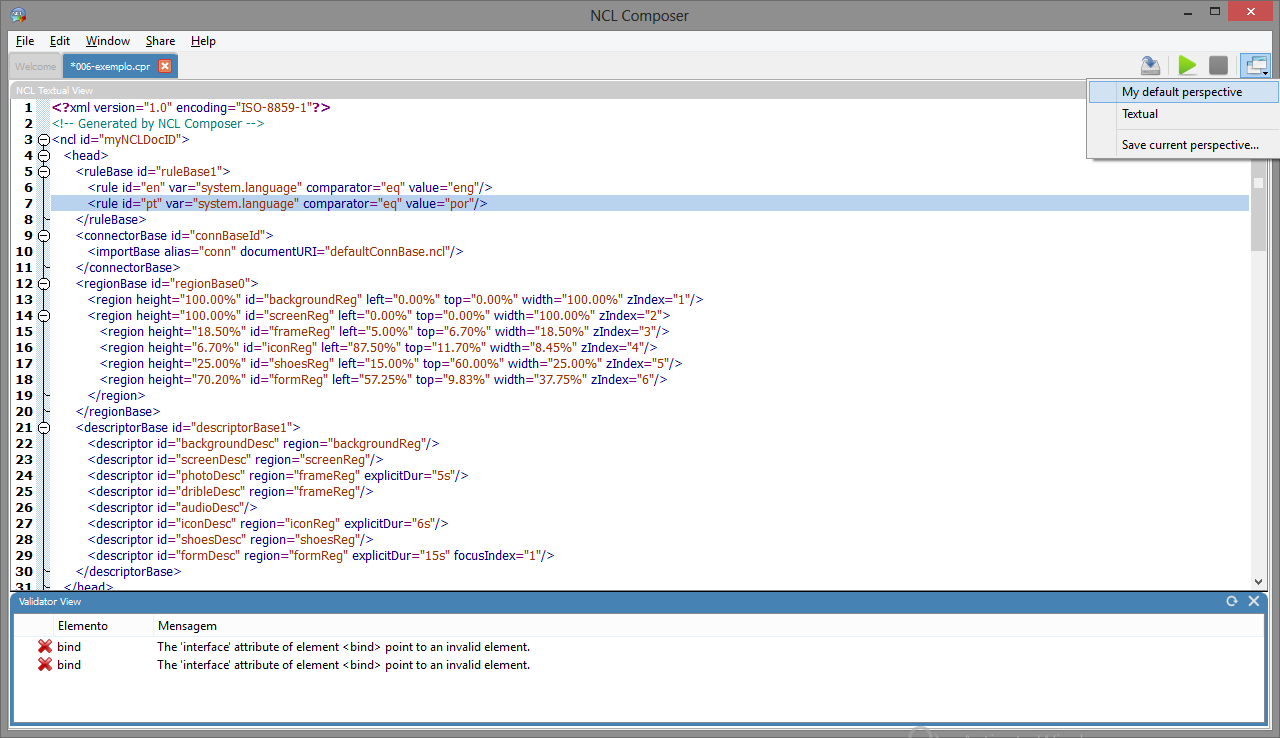 NCL Composer
File Edit Window Share Help
Welcome *006-exemplo.cpr
NCL Textual View
My default perspective
Textual
Save current perspective...
1 <?xml version="1.0" encoding="ISO-8859-1"?>
2 <!-- Generated by NCL Composer -->
3 <ncl id="myNCLDocID">
4 <head>
5 <ruleBase id="ruleBase1">
6 <rule id="en" var="system.language" comparator="eq" value="eng"/>
7 <rule id="pt" var="system.language" comparator="eq" value="por"/>
8 </ruleBase>
9 <connectorBase id="connBaseId">
10 <importBase alias="conn" documentURI="defaultConnBase.ncl"/>
11 </connectorBase>
12 <regionBase id="regionBase0">
13 <region height="100.00%" id="backgroundReg" left="0.00%" top="0.00%" width="100.00%" zIndex="1"/>
14 <region height="100.00%" id="screenReg" left="0.00%" top="0.00%" width="100.00%" zIndex="2">
15 <region height="18.50%" id="frameReg" left="5.00%" top="6.70%" width="18.50%" zIndex="3"/>
16 <region height="6.70%" id="iconReg" left="87.50%" top="11.70%" width="8.45%" zIndex="4"/>
17 <region height="25.00%" id="shoesReg" left="15.00%" top="60.00%" width="25.00%" zIndex="5"/>
18 <region height="70.20%" id="formReg" left="57.25%" top="9.83%" width="37.75%" zIndex="6"/>
19 </region>
20 </regionBase>
21 <descriptorBase id="descriptorBase1">
22 <descriptor id="backgroundDesc" region="backgroundReg"/>
23 <descriptor id="screenDesc" region="screenReg"/>
24 <descriptor id="photoDesc" region="frameReg" explicitDur="5s"/>
25 <descriptor id="dribleDesc" region="frameReg"/>
26 <descriptor id="audioDesc"/>
27 <descriptor id="iconDesc" region="iconReg" explicitDur="6s"/>
28 <descriptor id="shoesDesc" region="shoesReg"/>
29 <descriptor id="formDesc" region="formReg" explicitDur="15s" focusIndex="1"/>
30 </descriptorBase>
31 </head>
Validator View
Elemento Mensagem
bind The 'interface' attribute of element <bind> point to an invalid element.
bind The 'interface' attribute of element <bind> point to an invalid element.